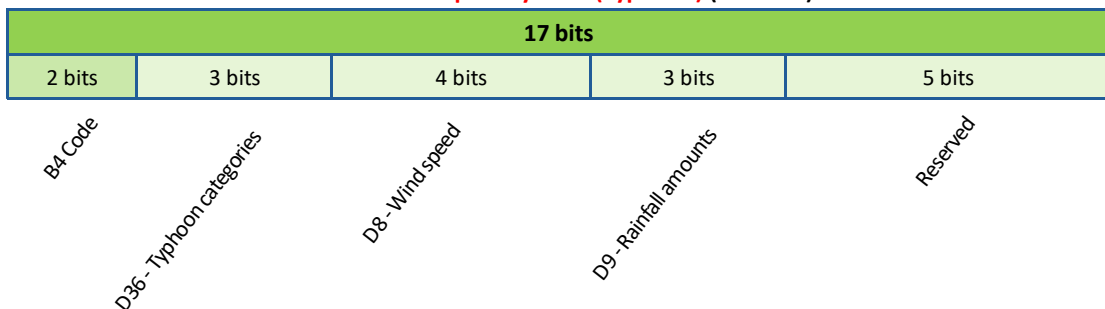 17 bits
2 bits 3 bits 4 bits 3 bits 5 bits
B4 Code
D36 - Typhoon categories
D8 - Wind speed
D9 - Rainfall amounts
Reserved